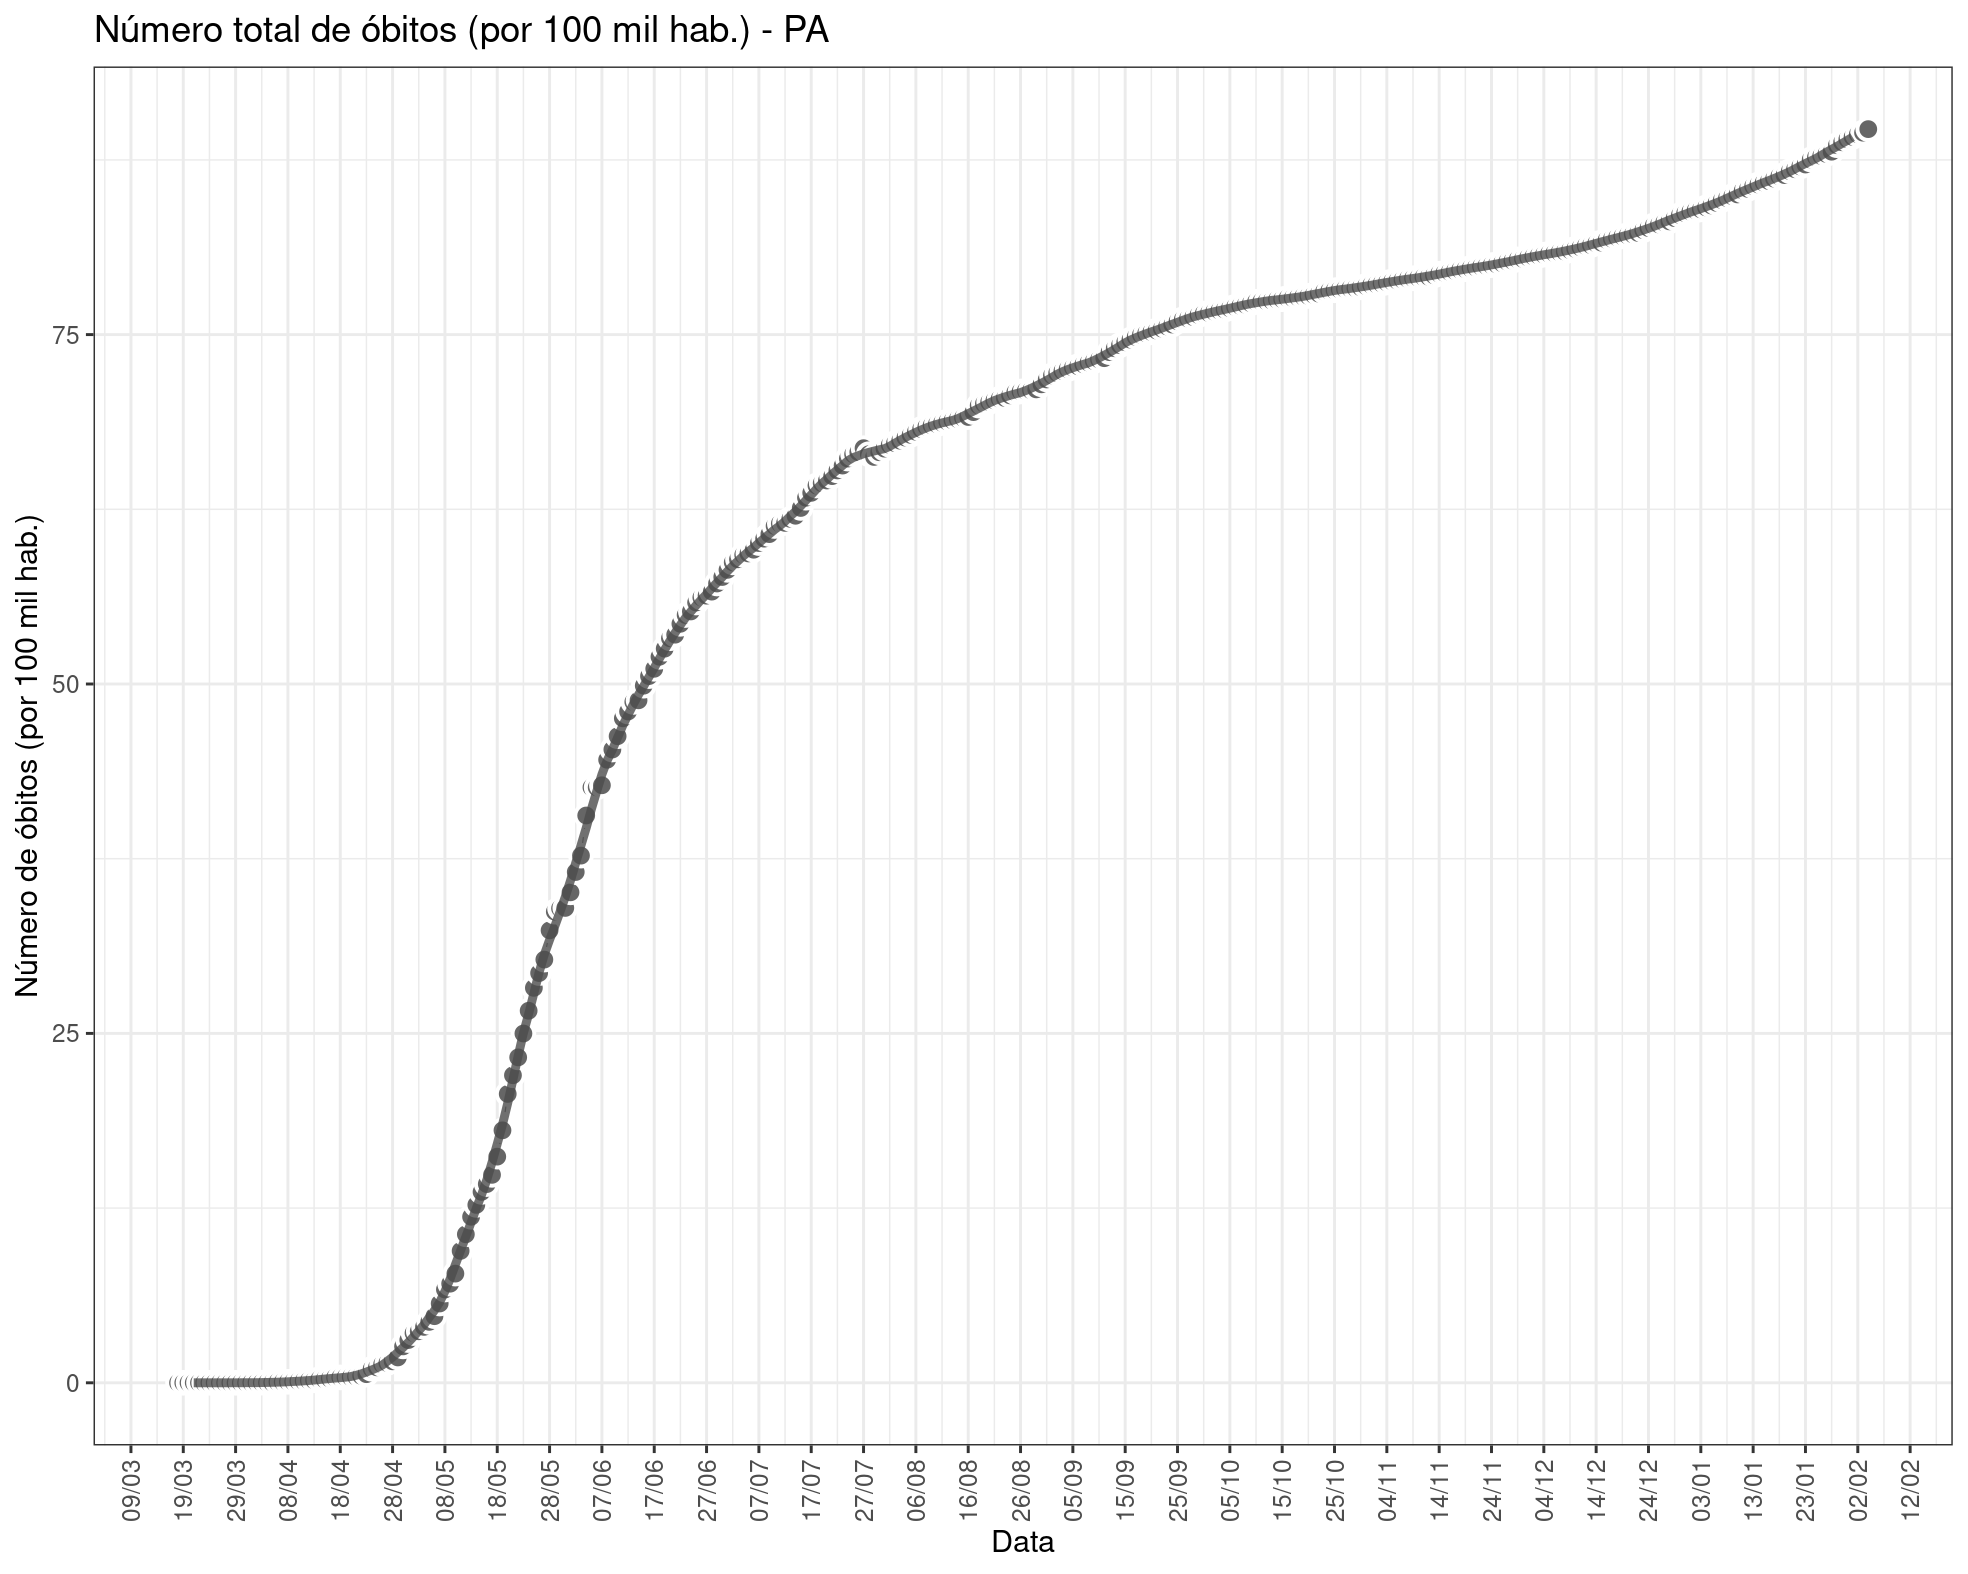 Número total de óbitos (por 100 mil hab.) - PA
Número de óbitos (por 100 mil hab.)
75
50
25
0
09/03 19/03 29/03 08/04 18/04 28/04 08/05 18/05 28/05 07/06 17/06 27/06 07/07 17/07 27/07 06/08 16/08 26/08 05/09 15/09 25/09 05/10 15/10 25/10 04/11 14/11 24/11 04/12 14/12 24/12 03/01 13/01 23/01 02/02 12/02
Data